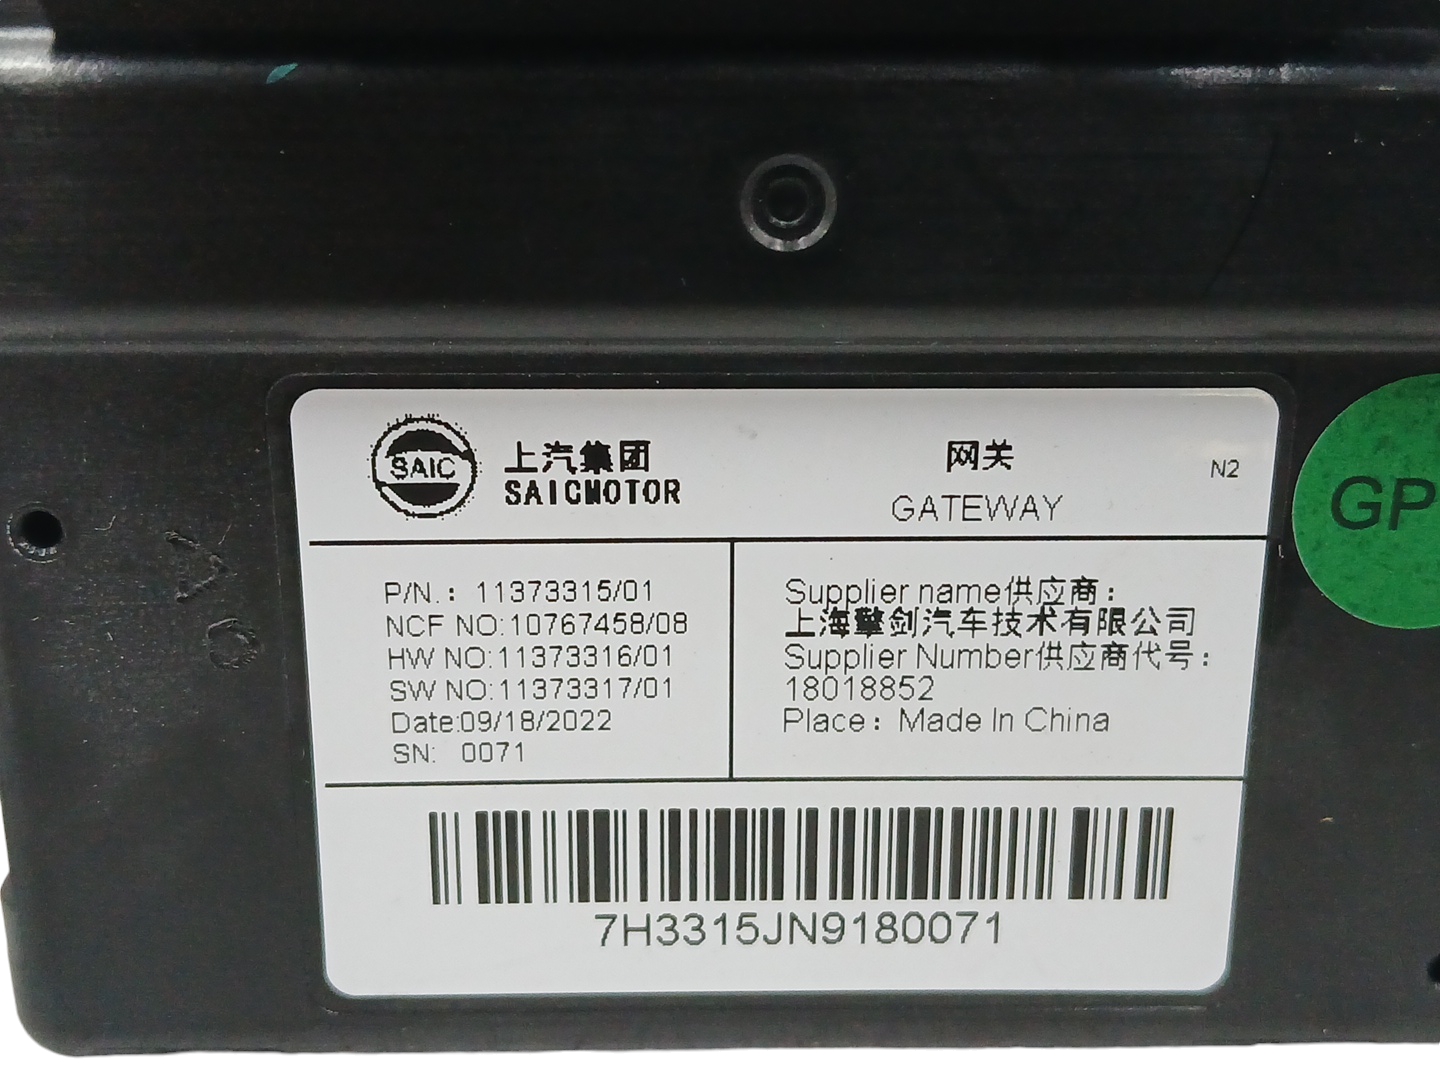 SAIC
上汽集团
SAICMOTOR
网关
GATEWAY
N2
P/N.：11373315/01
NCF NO:10767458/08
HW NO:11373316/01
SW NO:11373317/01
Date:09/18/2022
SN: 0071
Supplier name供应商：
上海擎剑汽车技术有限公司
Supplier Number供应商代号：
18018852
Place：Made In China
7H3315JN9180071
GP